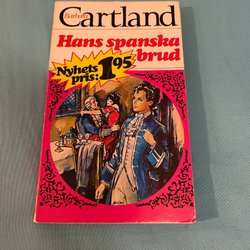 Barbara
Cartland
Hans spanska
brud
Nyhets
pris: 1.95